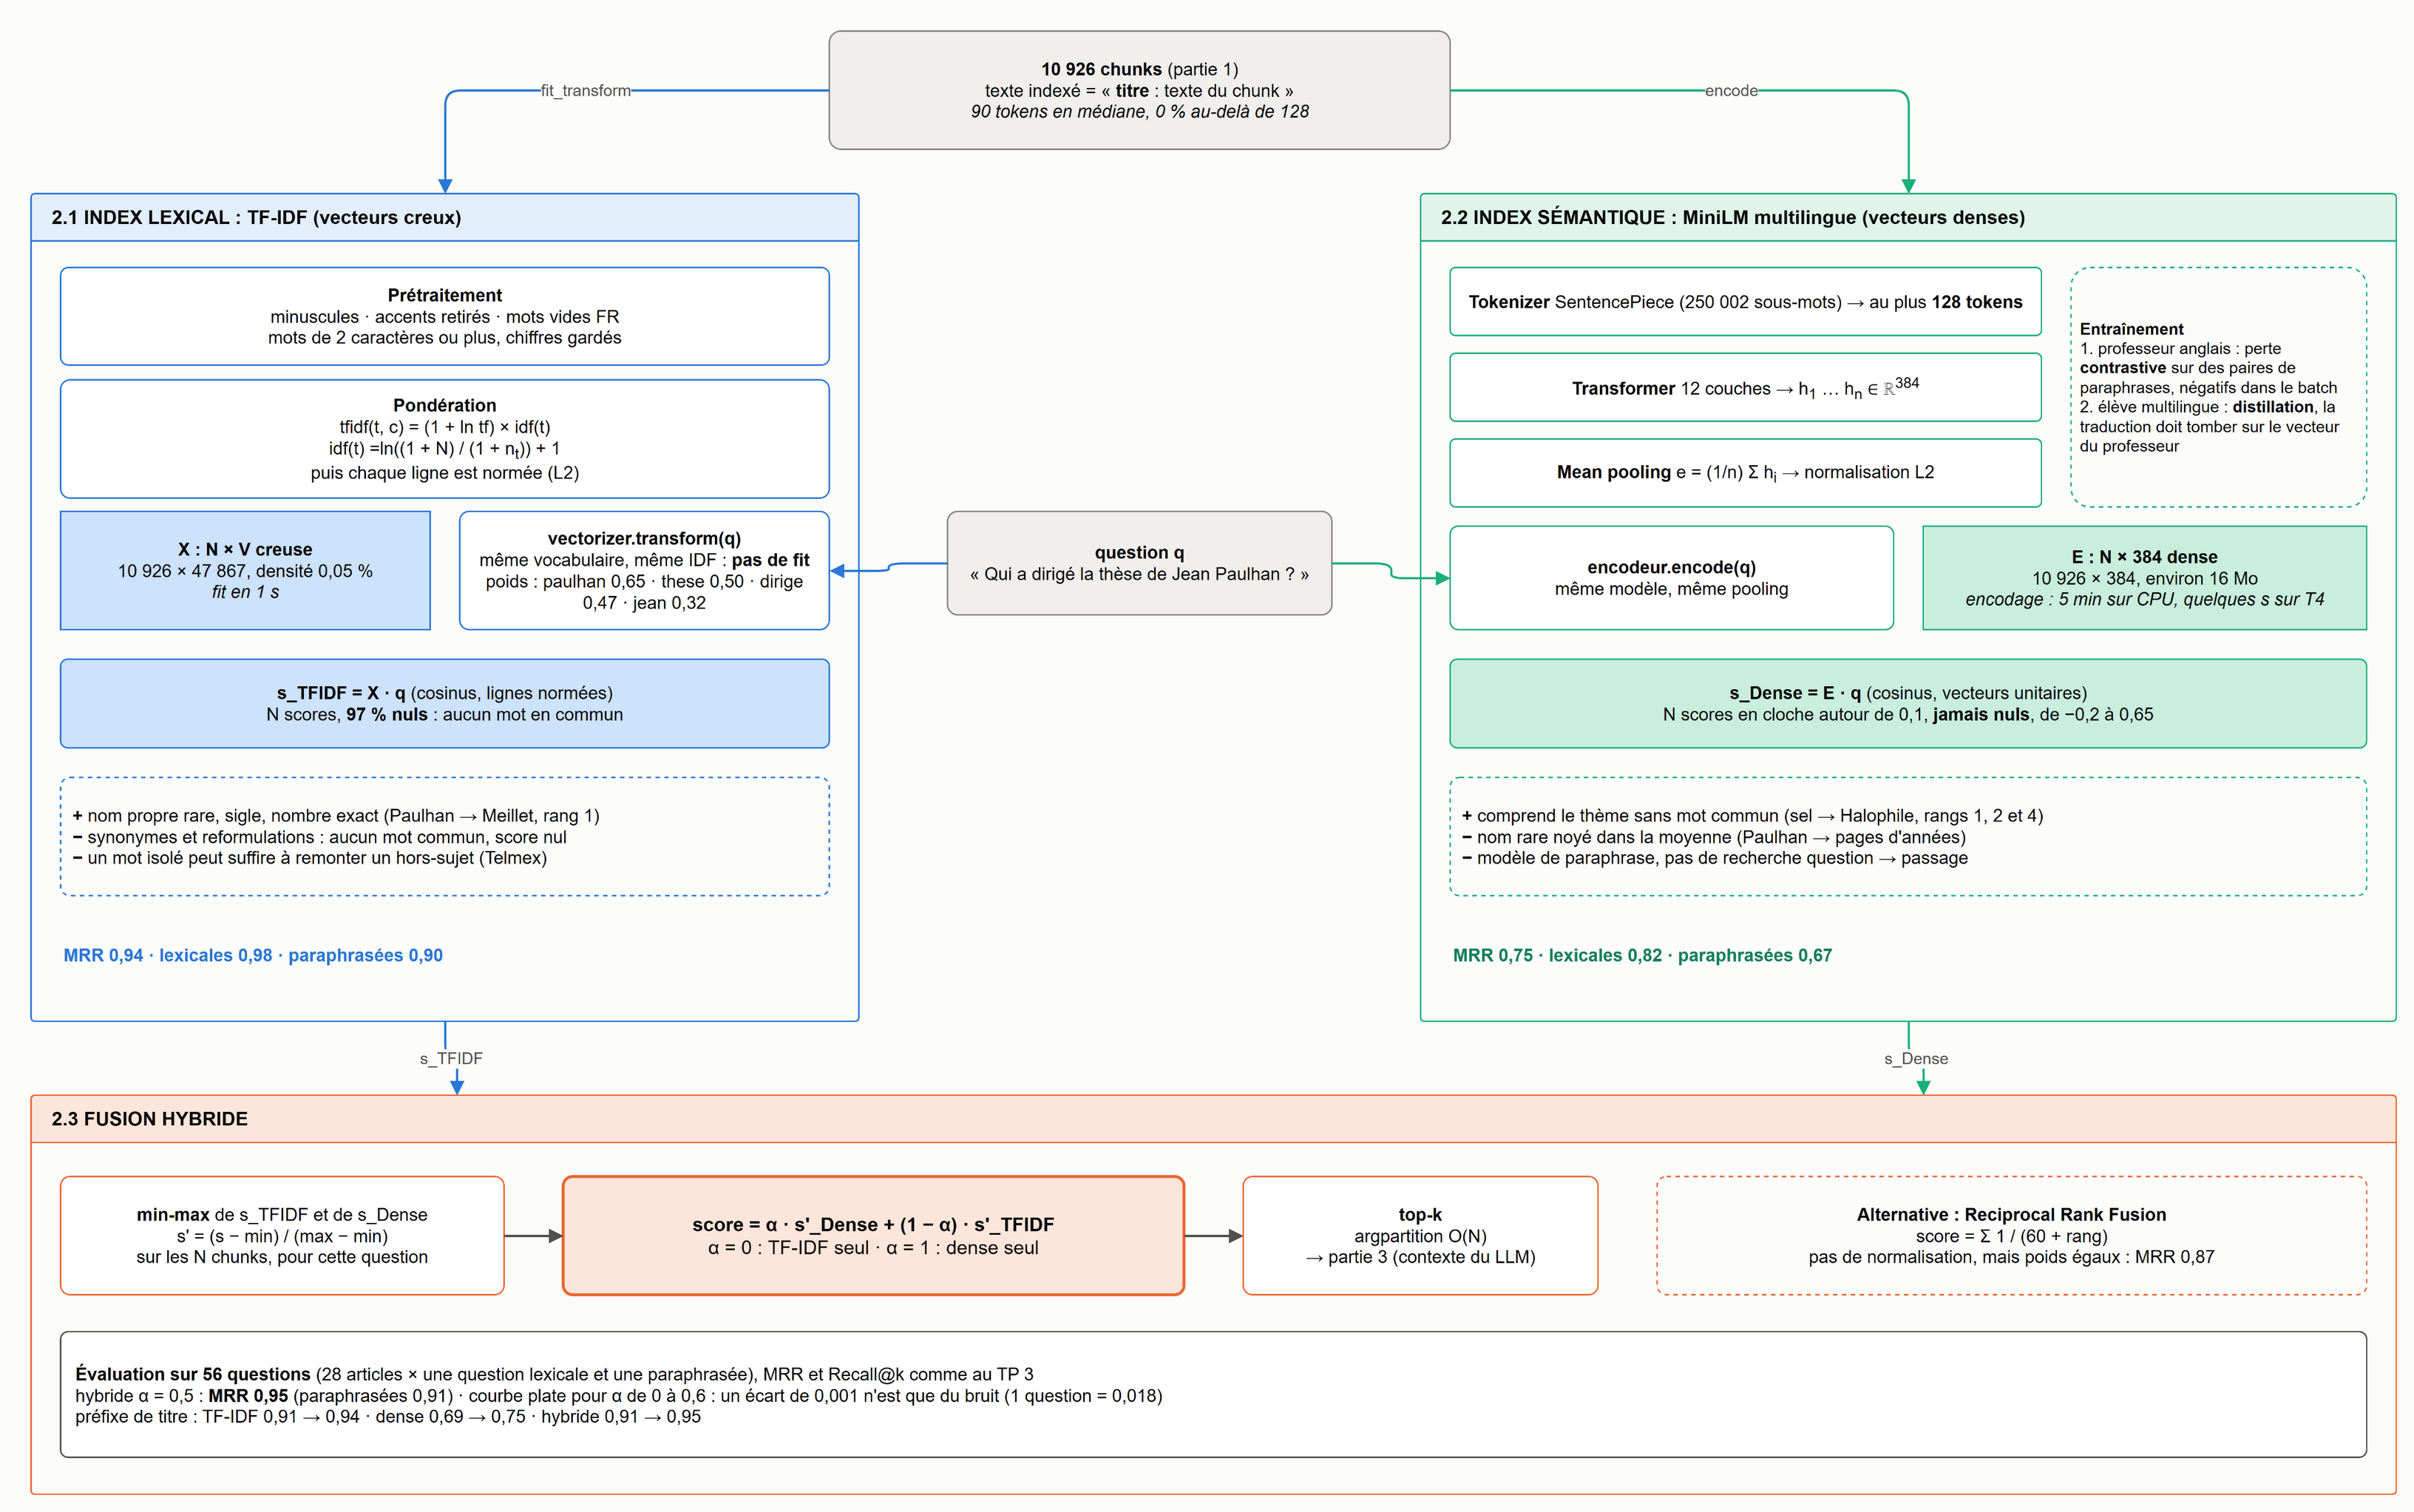 10 926 chunks (partie 1)
texte indexé = « titre : texte du chunk »
90 tokens en médiane, 0 % au-delà de 128
fit_transform
encode
2.1 INDEX LEXICAL : TF-IDF (vecteurs creux)
Prétraitement
minuscules · accents retirés · mots vides FR
mots de 2 caractères ou plus, chiffres gardés
Pondération
tfidf(t, c) = (1 + ln tf) × idf(t)
idf(t) =ln((1 + N) / (1 + nt)) + 1
puis chaque ligne est normée (L2)
X : N × V creuse
10 926 × 47 867, densité 0,05 %
fit en 1 s
vectorizer.transform(q)
même vocabulaire, même IDF : pas de fit
poids : paulhan 0,65 · these 0,50 · dirige
0,47 · jean 0,32
s_TFIDF = X · q (cosinus, lignes normées)
N scores, 97 % nuls : aucun mot en commun
+ nom propre rare, sigle, nombre exact (Paulhan → Meillet, rang 1)
− synonymes et reformulations : aucun mot commun, score nul
− un mot isolé peut suffire à remonter un hors-sujet (Telmex)
MRR 0,94 · lexicales 0,98 · paraphrasées 0,90
question q
« Qui a dirigé la thèse de Jean Paulhan ? »
2.2 INDEX SÉMANTIQUE : MiniLM multilingue (vecteurs denses)
Tokenizer SentencePiece (250 002 sous-mots) → au plus 128 tokens
Transformer 12 couches → h1 … hn ∈ ℝ384
Mean pooling e = (1/n) Σ hi → normalisation L2
Entraînement
1. professeur anglais : perte
contrastive sur des paires de
paraphrases, négatifs dans le batch
2. élève multilingue : distillation, la
traduction doit tomber sur le vecteur
du professeur
encodeur.encode(q)
même modèle, même pooling
E : N × 384 dense
10 926 × 384, environ 16 Mo
encodage : 5 min sur CPU, quelques s sur T4
s_Dense = E · q (cosinus, vecteurs unitaires)
N scores en cloche autour de 0,1, jamais nuls, de −0,2 à 0,65
+ comprend le thème sans mot commun (sel → Halophile, rangs 1, 2 et 4)
− nom rare noyé dans la moyenne (Paulhan → pages d'années)
− modèle de paraphrase, pas de recherche question → passage
MRR 0,75 · lexicales 0,82 · paraphrasées 0,67
s_TFIDF
s_Dense
2.3 FUSION HYBRIDE
min-max de s_TFIDF et de s_Dense
s' = (s − min) / (max − min)
sur les N chunks, pour cette question
score = α · s'_Dense + (1 − α) · s'_TFIDF
α = 0 : TF-IDF seul · α = 1 : dense seul
top-k
argpartition O(N)
→ partie 3 (contexte du LLM)
Alternative : Reciprocal Rank Fusion
score = Σ 1 / (60 + rang)
pas de normalisation, mais poids égaux : MRR 0,87
Évaluation sur 56 questions (28 articles × une question lexicale et une paraphrasée), MRR et Recall@k comme au TP 3
hybride α = 0,5 : MRR 0,95 (paraphrasées 0,91) · courbe plate pour α de 0 à 0,6 : un écart de 0,001 n'est que du bruit (1 question = 0,018)
préfixe de titre : TF-IDF 0,91 → 0,94 · dense 0,69 → 0,75 · hybride 0,91 → 0,95